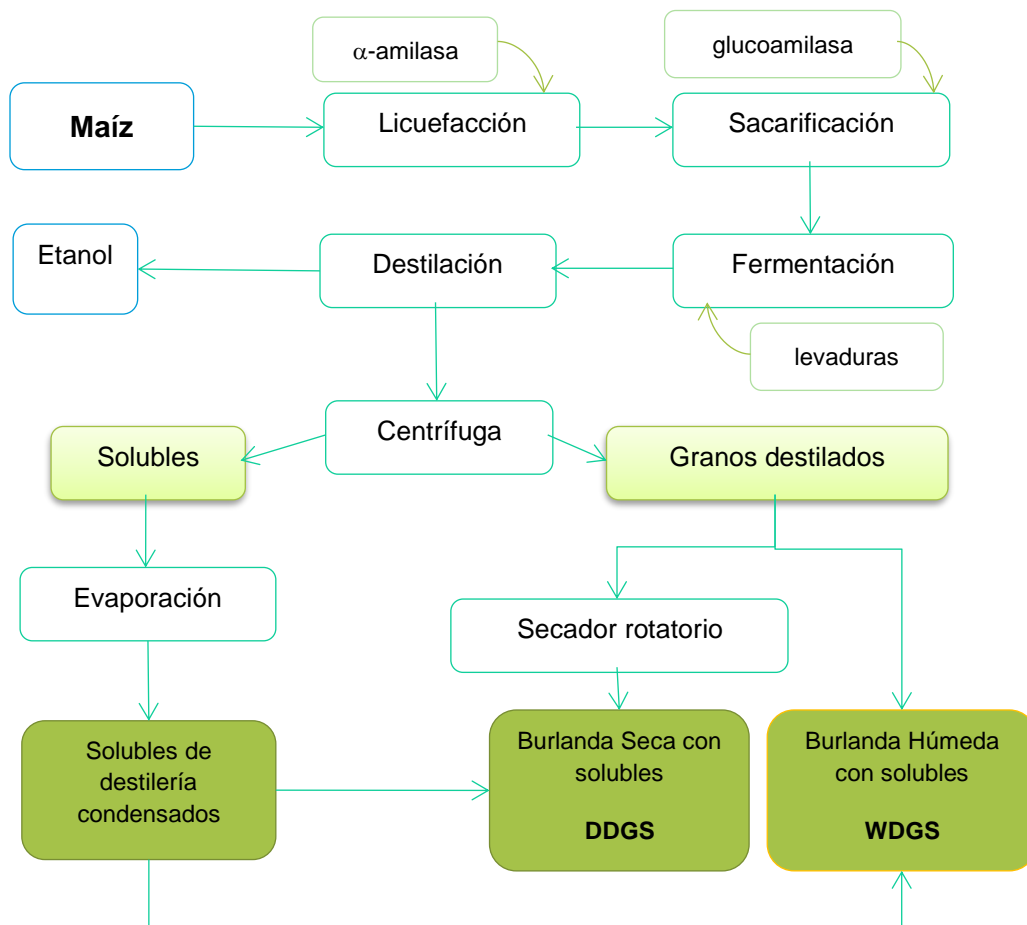 α-amilasa
glucoamilasa
Maíz
Licuefacción
Sacarificación
Etanol
Destilación
Fermentación
levaduras
Centrífuga
Solubles
Granos destilados
Evaporación
Secador rotatorio
Solubles de
destilería
condensados
Burlanda Seca con
solubles
DDGS
Burlanda Húmeda
con solubles
WDGS